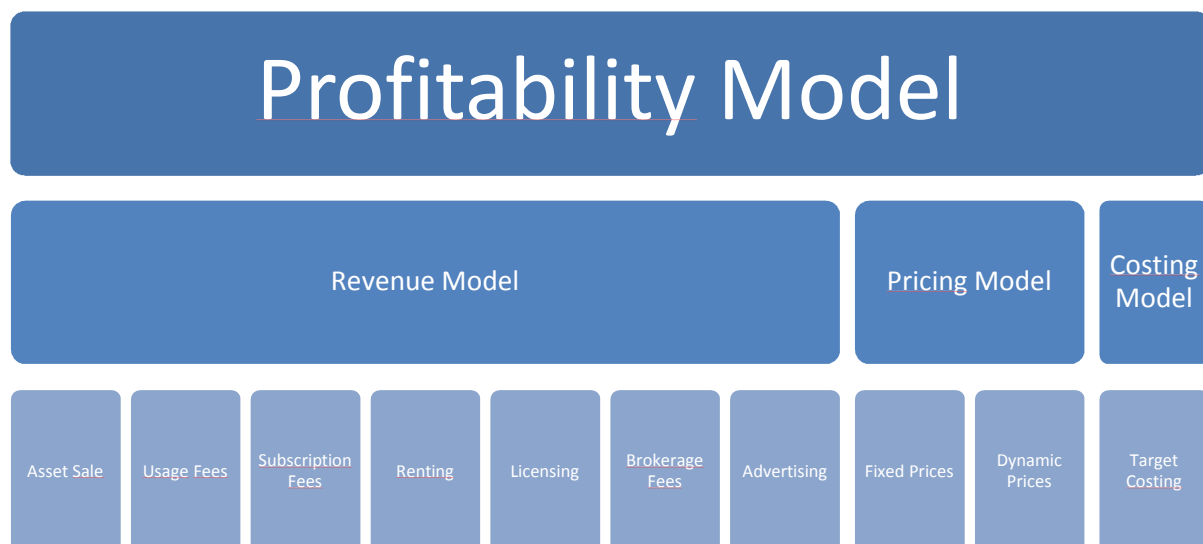 Profitability Model
Revenue Model
Pricing Model
Costing
Model
Asset Sale
Usage Fees
Subscription
Fees
Renting
Licensing
Brokerage
Fees
Advertising
Fixed Prices
Dynamic
Prices
Target
Costing